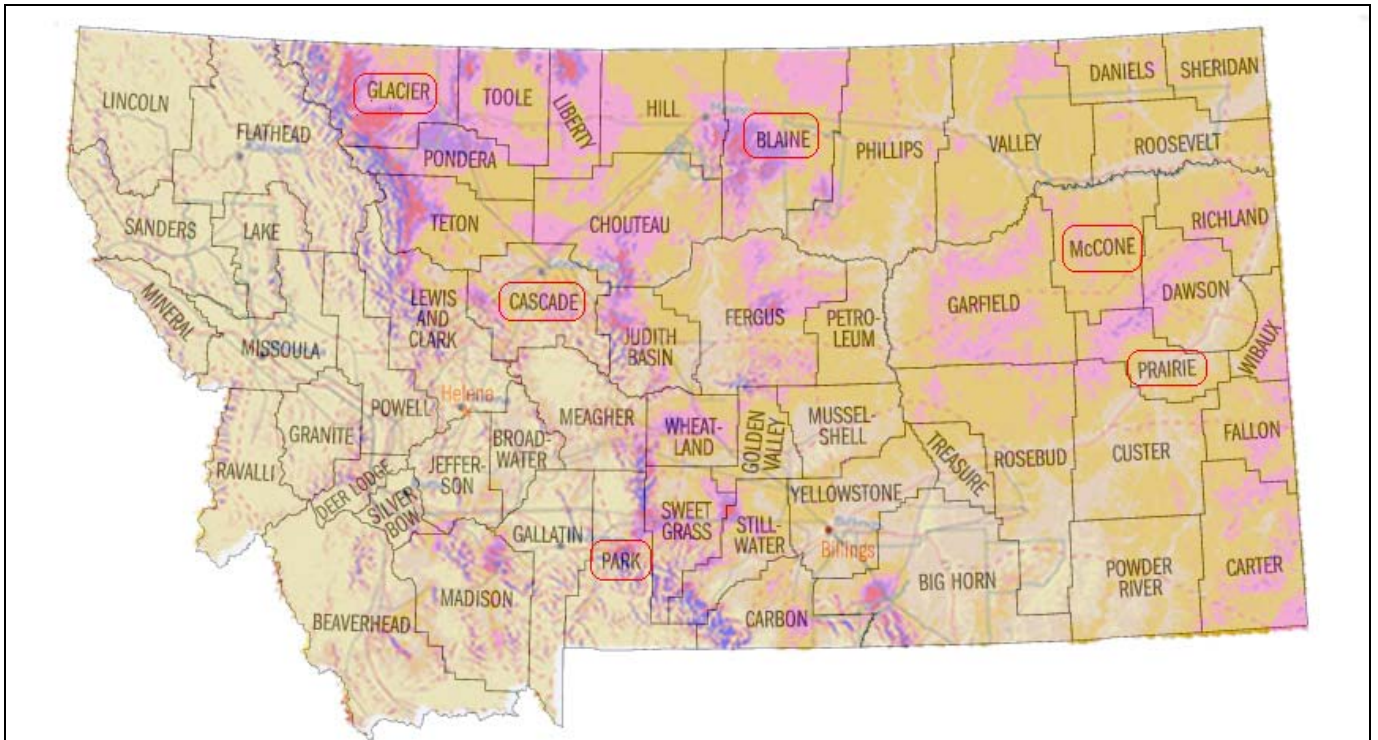 LINCOLN
FLATHEAD
GLACIER
TOOLE
LIBERTY
HILL
BLAINE
PHILLIPS
VALLEY
DANIELS
SHERIDAN
ROOSEVELT
PONDERA
TETON
CHOUTEAU
SANDERS
LAKE
McCONE
RICHLAND
MINERAL
MISSOULA
LEWIS
AND
CLARK
CASCADE
JUDITH
BASIN
FERGUS
PETRO-
LEUM
GARFIELD
DAWSON
WIBAUX
PRAIRIE
POWELL
Helena
MEAGHER
GRANITE
RAVALLI
DEER LODGE
SILVER
BOW
JEFFER-
SON
BROAD-
WATER
WHEAT-
LAND
GOLDEN
VALLEY
MUSSEL-
SHELL
TREASURE
ROSEBUD
CUSTER
FALLON
GALLATIN
PARK
SWEET
GRASS
STILL-
WATER
YELLOWSTONE
Billings
BIG HORN
POWDER
RIVER
CARTER
BEAVERHEAD
MADISON
CARBON